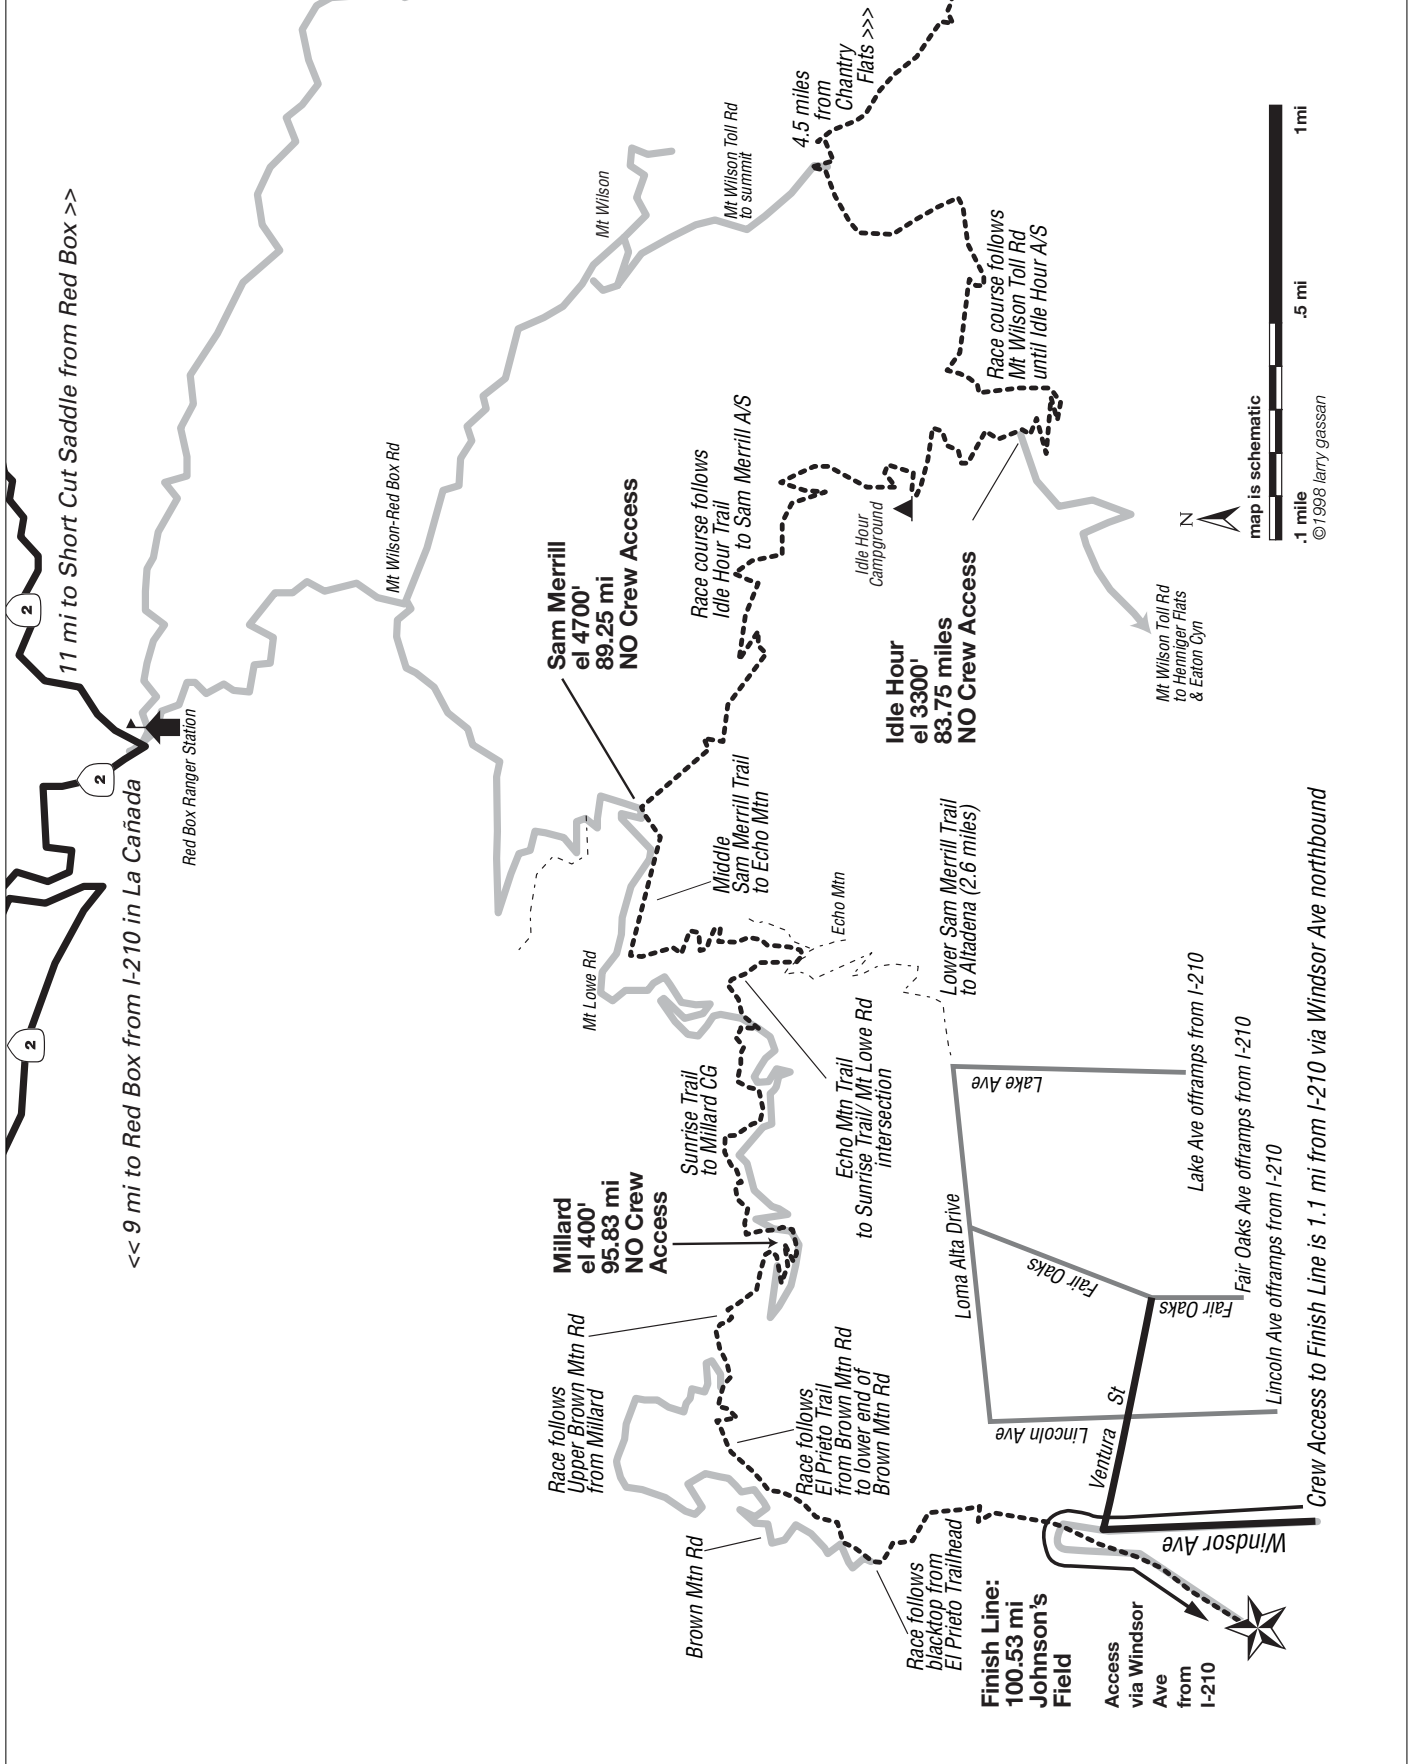 2
2
2
11 mi to Short Cut Saddle from Red Box >>
<< 9 mi to Red Box from I-210 in La Cañada
Red Box Ranger Station
Mt Wilson-Red Box Rd
Mt Wilson
Mt Wilson Toll Rd
to summit
4.5 miles
from
Chantry
Flats >>>
Race course follows
Mt Wilson Toll Rd
until Idle Hour A/S
Race course follows
Idle Hour Trail
to Sam Merrill A/S
Sam Merrill
el 4700'
89.25 mi
NO Crew Access
Idle Hour
Campground
Idle Hour
el 3300'
83.75 miles
NO Crew Access
Mt Wilson Toll Rd
to Henniger Flats
& Eaton Cyn
Middle
Sam Merrill Trail
to Echo Mtn
Echo Mtn
Mt Lowe Rd
Lower Sam Merrill Trail
to Altadena (2.6 miles)
Echo Mtn Trail
to Sunrise Trail/ Mt Lowe Rd
intersection
Sunrise Trail
to Millard CG
Millard
el 400'
95.83 mi
NO Crew
Access
Race follows
Upper Brown Mtn Rd
from Millard
Race follows
El Prieto Trail
from Brown Mtn Rd
to lower end of
Brown Mtn Rd
Brown Mtn Rd
Race follows
blacktop from
El Prieto Trailhead
Finish Line:
100.53 mi
Johnson's
Field
Access
via Windsor
Ave
from
I-210
Windsor Ave
Ventura St
Lincoln Ave
Loma Alta Drive
Fair Oaks
Fair Oaks
Lake Ave
Lake Ave offramps from I-210
Fair Oaks Ave offramps from I-210
Lincoln Ave offramps from I-210
Crew Access to Finish Line is 1.1 mi from I-210 via Windsor Ave northbound
N
map is schematic
.1 mile .5 mi 1mi
©1998 larry gassan